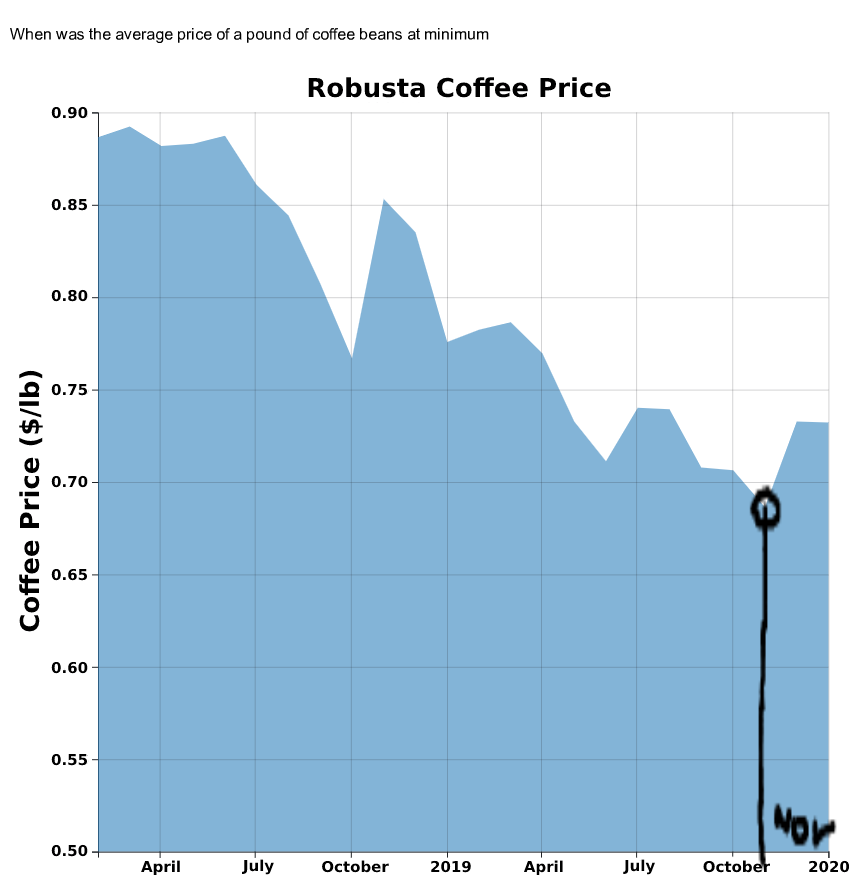 When was the average price of a pound of coffee beans at minimum
Robusta Coffee Price
Coffee Price ($/lb)
0.90
0.85
0.80
0.75
0.70
0.65
0.60
0.55
0.50
Nov
April July October 2019 April July October 2020